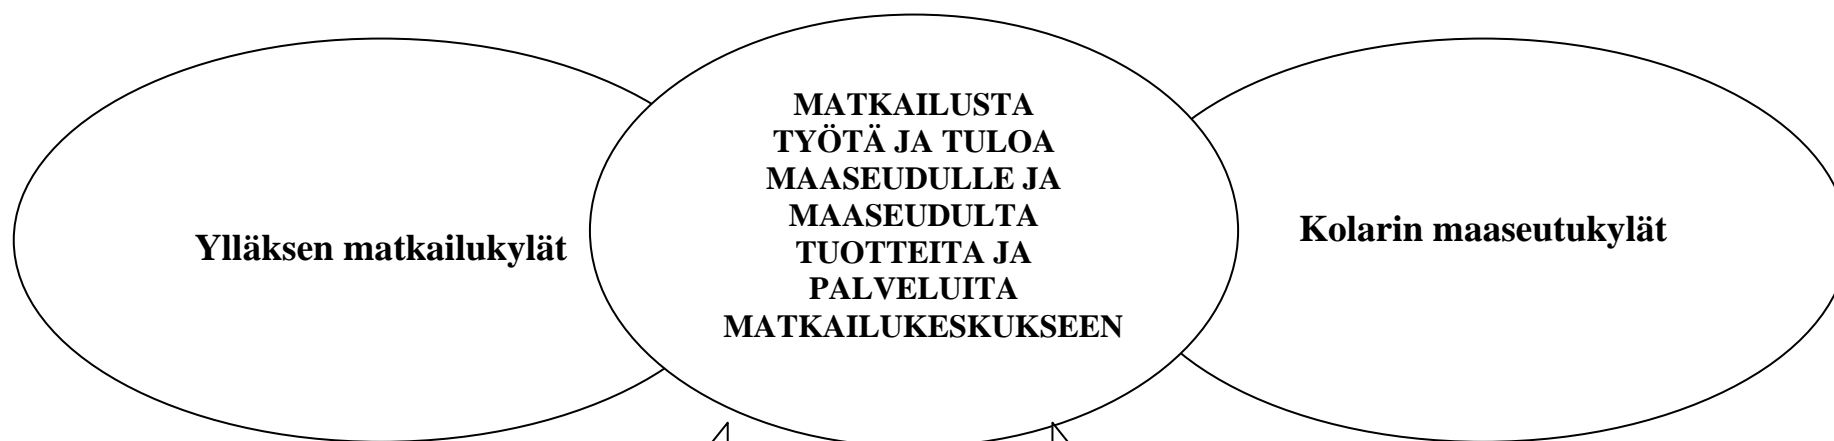 Ylläksen matkailukylät
MATKAILUSTA
TYÖTÄ JA TULOA
MAASEUDULLE JA
MAASEUDULTA
TUOTTEITA JA
PALVELUITA
MATKAILUKESKUKSEEN
Kolarin maaseutukylät